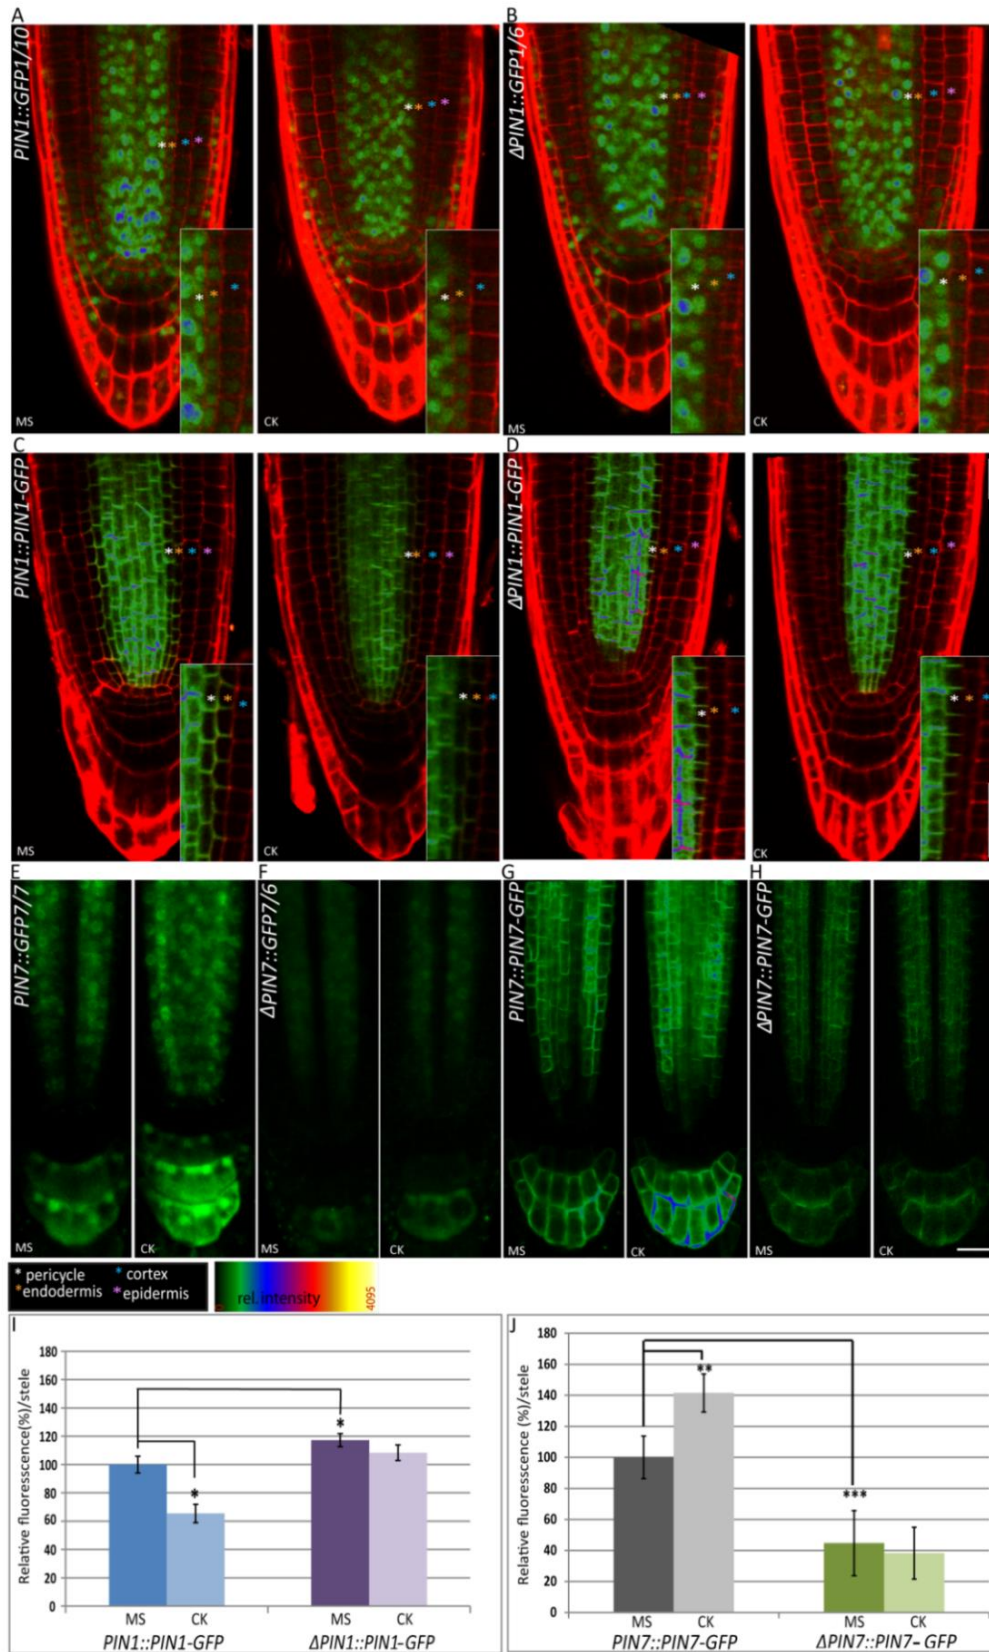 A
B
PIN1::GFP1/10
ΔPIN1::GFP1/6
MS
CK
MS
CK
C
D
PIN1::PIN1-GFP
ΔPIN1::PIN1-GFP
MS
CK
CK
E
F
G
H
PIN7::GFP7/7
ΔPIN7::GFP7/6
PIN7::PIN7-GFP
ΔPIN7::PIN7-GFP
MS
CK
MS
CK
MS
CK
MS
CK
* pericycle * cortex
* endodermis * epidermis
rel. intensity
4095
I
Relative fluoresscence(%)/stele
180
160
140
120
100
80
60
40
20
0
*
*
MS CK MS CK
PIN1::PIN1-GFP ΔPIN1::PIN1-GFP
J
Relative fluorescence (%)/stele
180
160
140
120
100
80
60
40
20
0
**
***
MS CK MS CK
PIN7::PIN7-GFP ΔPIN7::PIN7-GFP